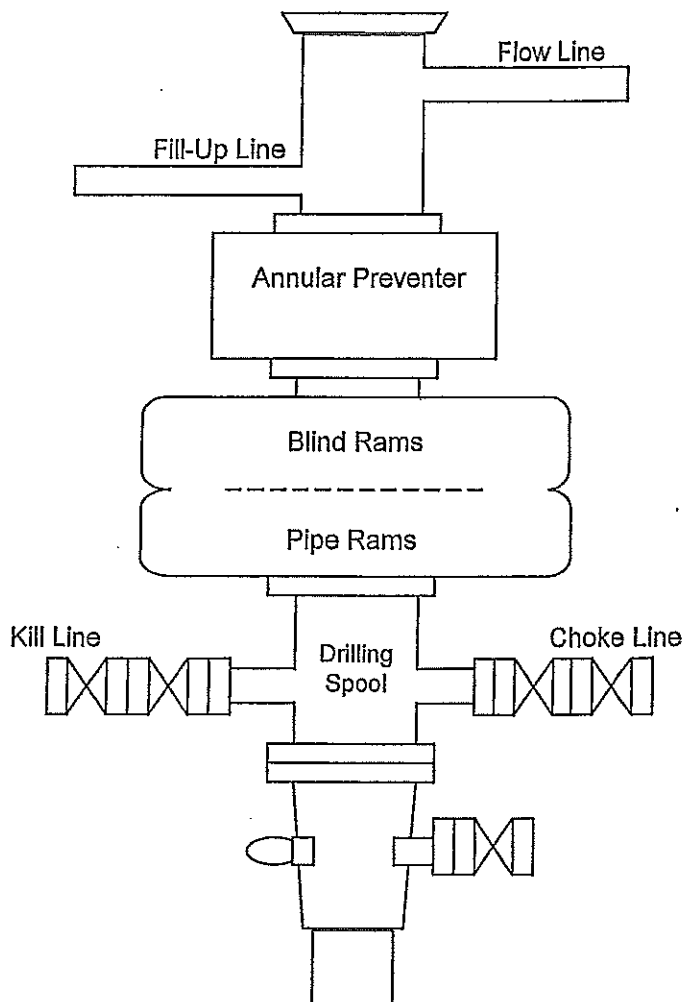 Flow Line
Fill-Up Line
Annular Preventer
Blind Rams
Pipe Rams
Kill Line
Choke Line
Drilling
Spool